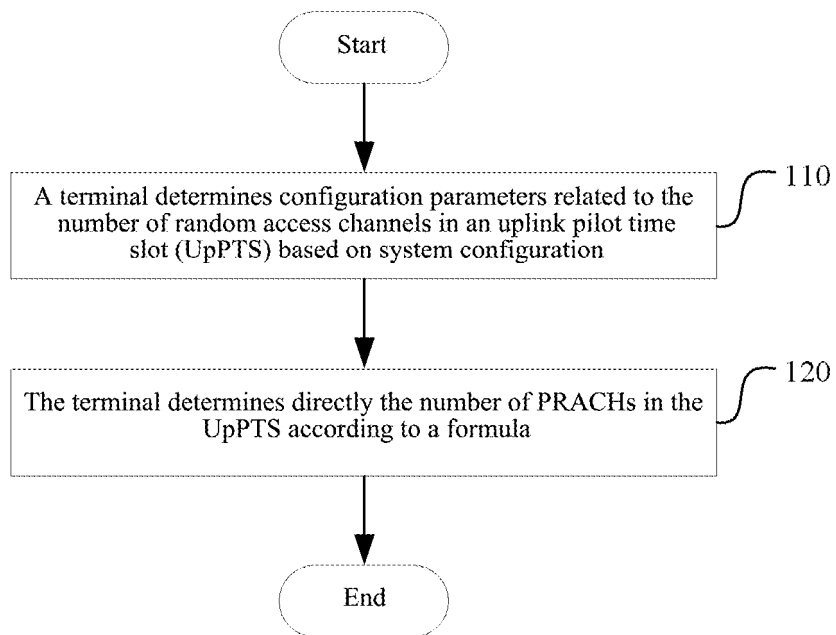 Start
A terminal determines configuration parameters related to the
number of random access channels in an uplink pilot time
slot (UpPTS) based on system configuration
110
The terminal determines directly the number of PRACHs in the
UpPTS according to a formula
120
End